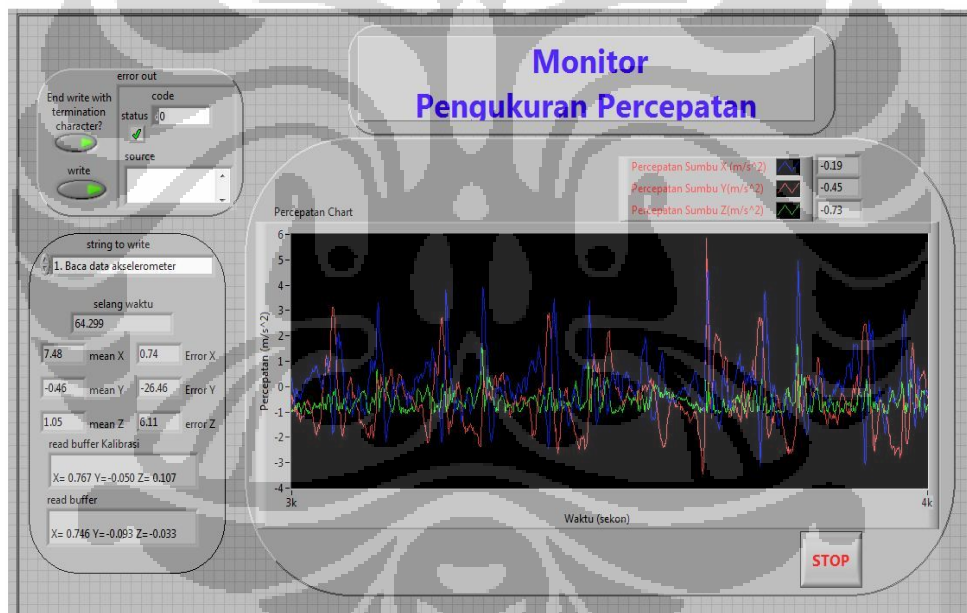 Monitor
Pengukuran Percepatan
error out
End write with
termination
character?
code
status
0
source
write
string to write
1. Baca data akselerometer
selang waktu
64.299
7.48 mean X 0.74 Error X
-0.46 mean Y -26.46 Error Y
1.05 mean Z 6.11 error Z
read buffer Kalibrasi
X= 0.767 Y=-0.050 Z= 0.107
read buffer
X= 0.746 Y=-0.093 Z=-0.033
Percepatan Sumbu X (m/s^2) -0.19
Percepatan Sumbu Y(m/s^2) -0.45
Percepatan Sumbu Z(m/s^2) -0.73
Percepatan Chart
Percepatan (m/s^2)
6
5
4
3
2
1
0
-1
-2
-3
-4
3k
4k
Waktu (sekon)
STOP